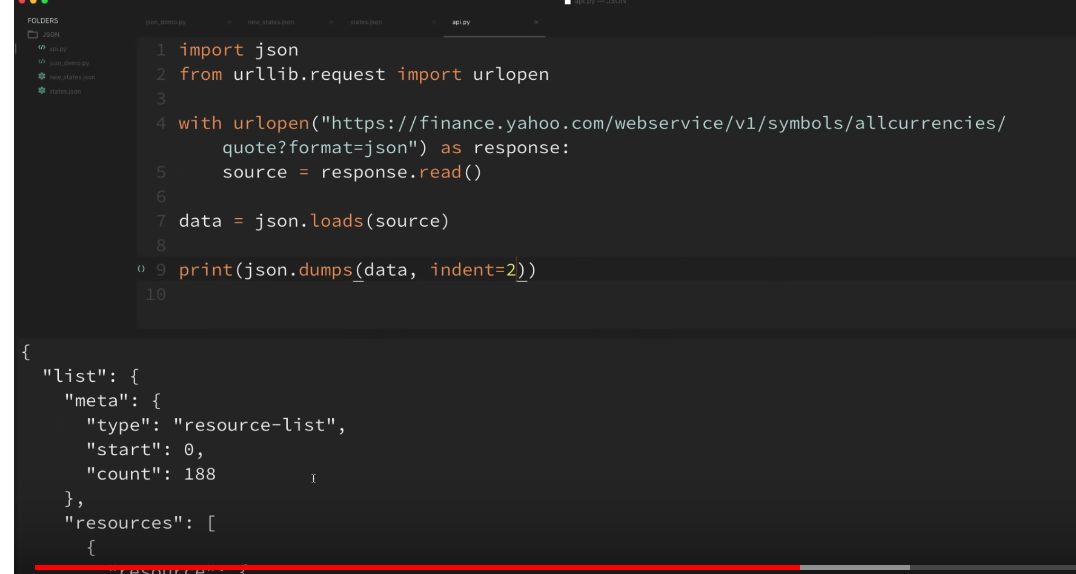 api.py — JSON
FOLDERS
JSON
api.py
json_demo.py
new_states.json
states.json
json_demo.py × new_states.json × states.json × api.py ×
1 import json
2 from urllib.request import urlopen
3
4 with urlopen("https://finance.yahoo.com/webservice/v1/symbols/allcurrencies/
quote?format=json") as response:
5 source = response.read()
6
7 data = json.loads(source)
8
9 print(json.dumps(data, indent=2))
10
{
"list": {
"meta": {
"type": "resource-list",
"start": 0,
"count": 188
},
"resources": [
{
"resource": {